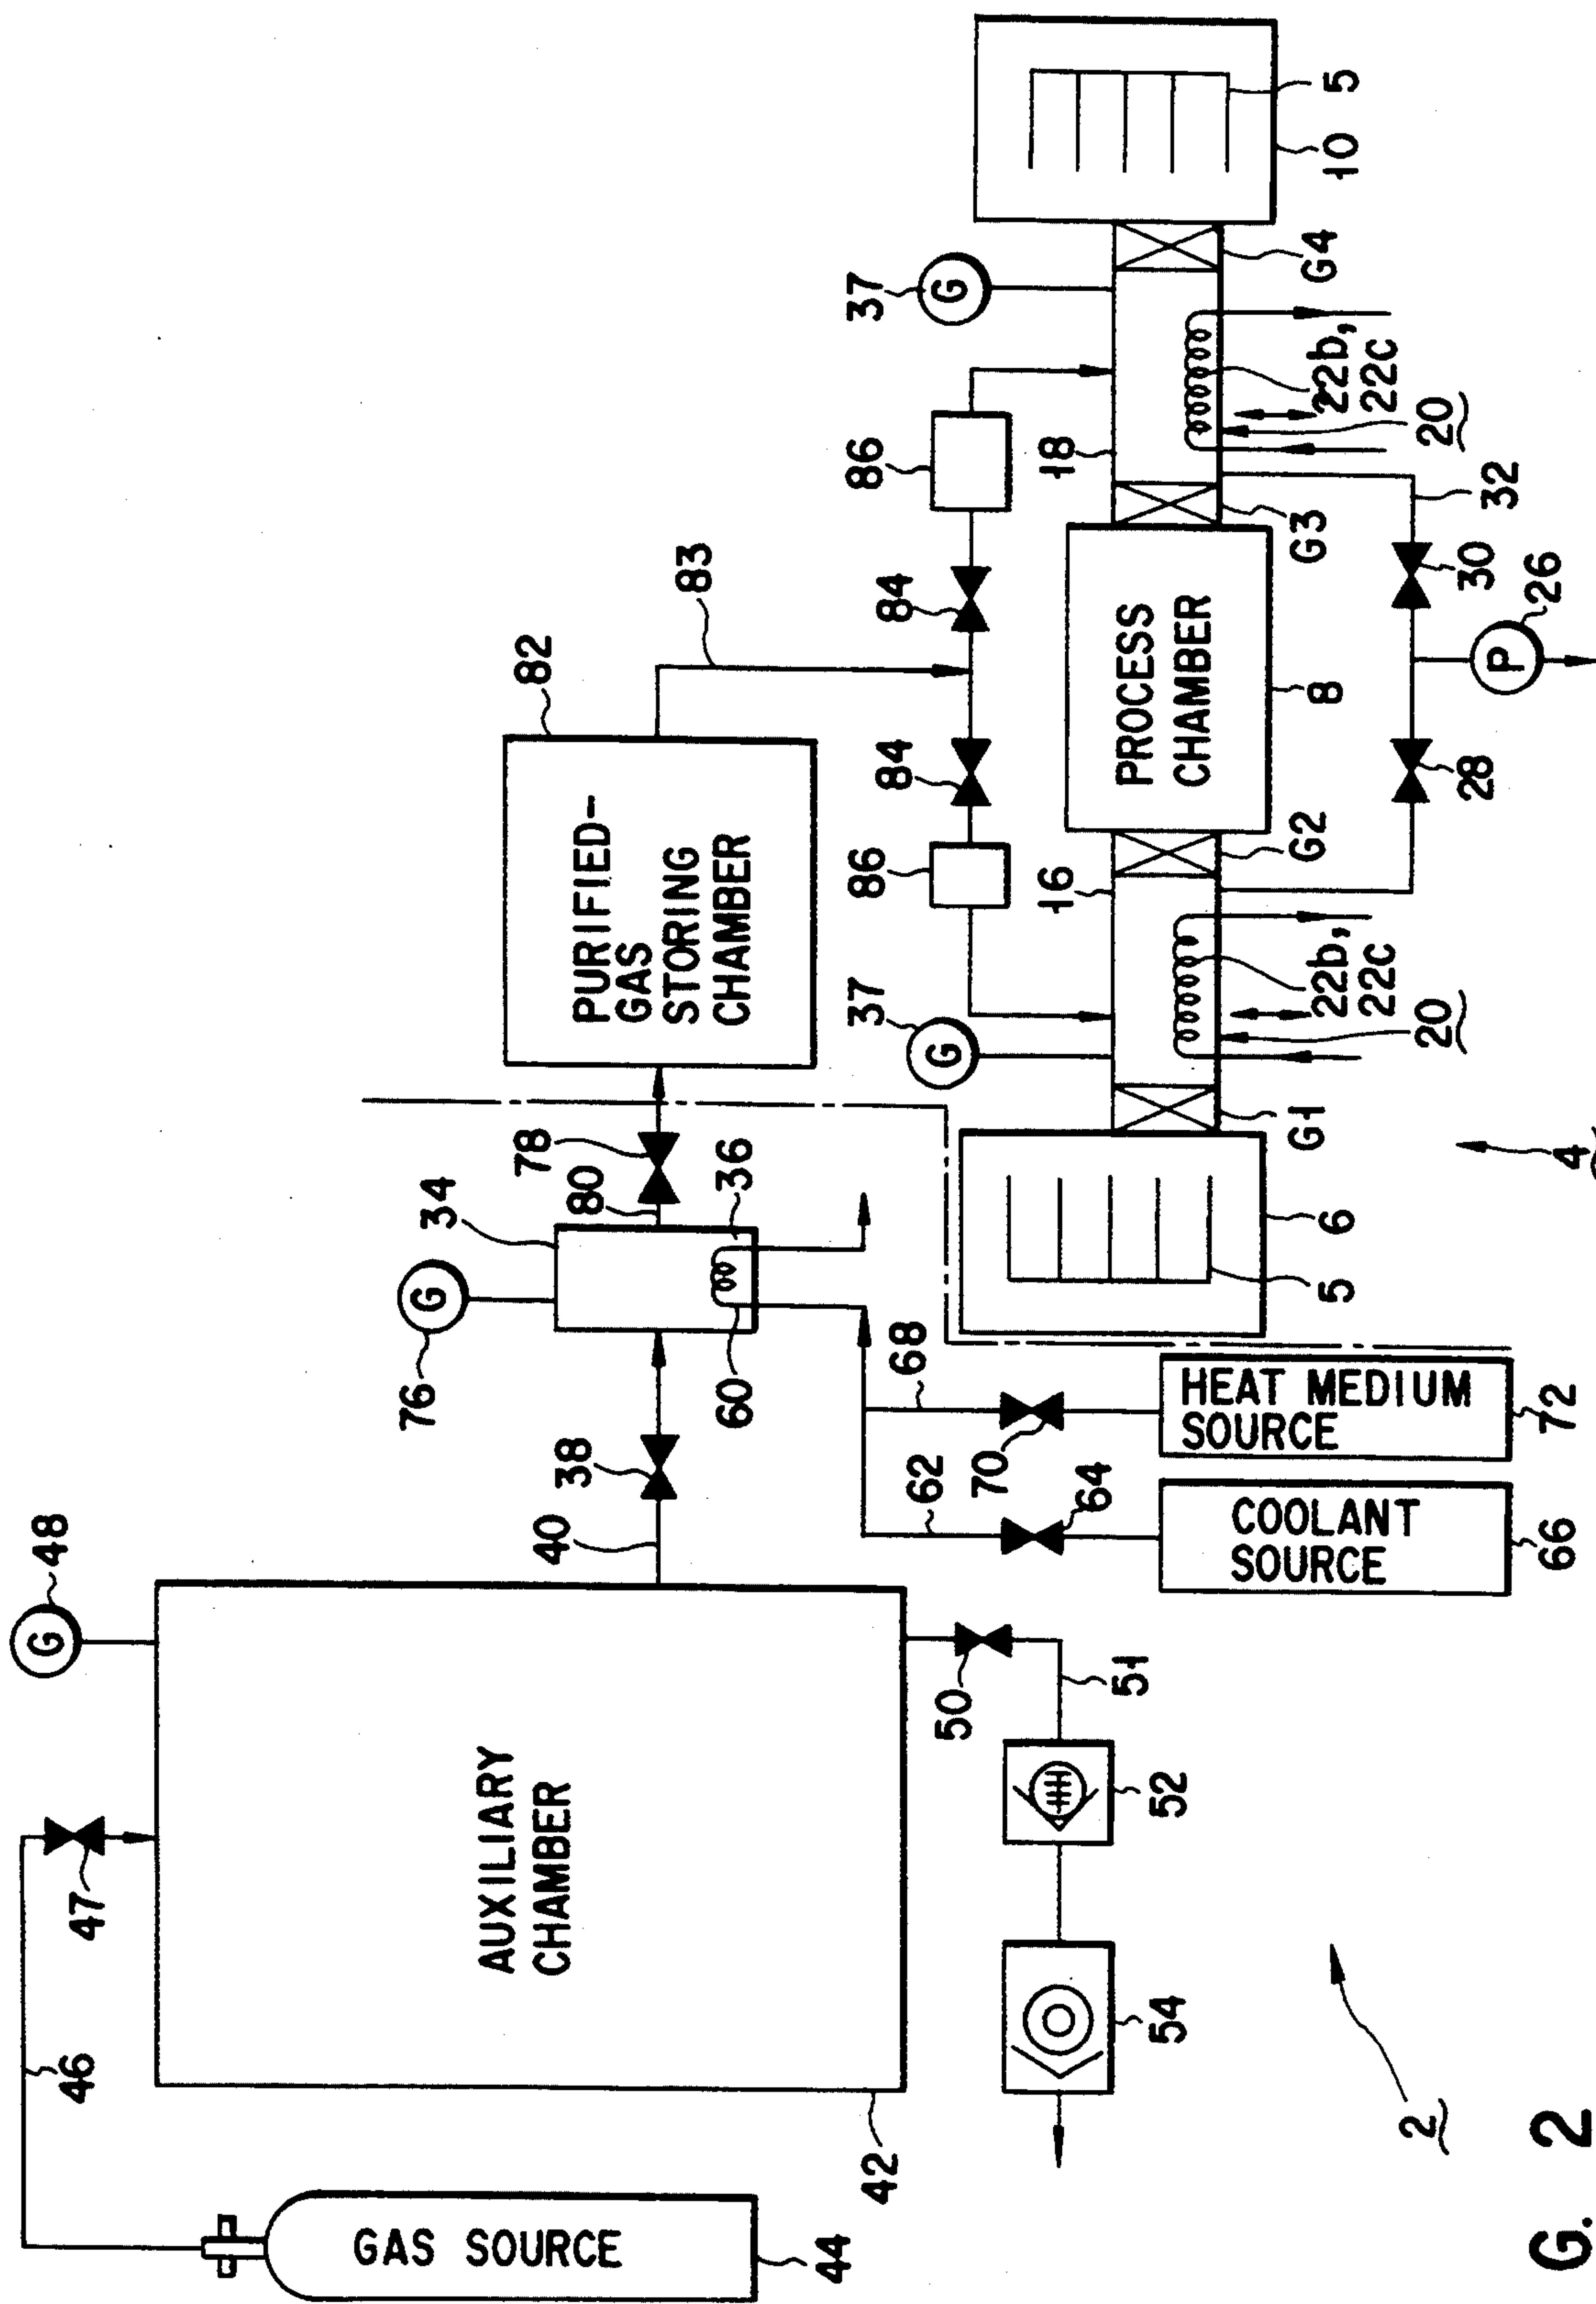 48
47
46
GAS SOURCE
44
AUXILIARY
CHAMBER
42
40
38
76
34
80
78
36
60
50
51
52
54
62
64
68
70
HEAT MEDIUM
SOURCE
72
COOLANT
SOURCE
66
PURIFIED-
GAS
STORING
CHAMBER
82
83
84
84
86
86
37
37
G
G
G
G
16
18
PROCESS
CHAMBER
8
G1
G2
G3
G4
5
6
5
10
22b,
22c
22b,
22c
20
20
28
30
32
P
26
4
2
G. 2